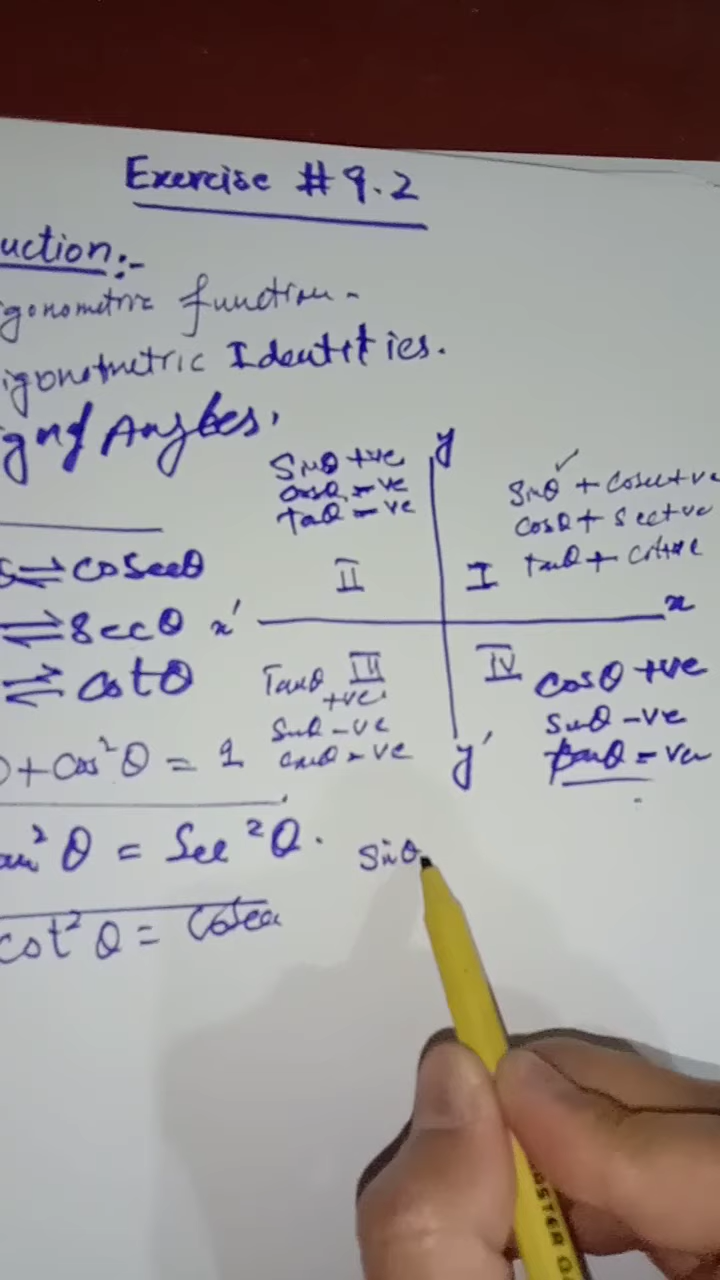 Exercise # 9.2
uction:-
igonometric function-
igonometric Identities.
ign of Angles.
y
Sinθ +ve
cosθ -ve
Tanθ -ve
II
Sinθ ✓ + Cosec+ve
Cosθ + Sec+ve
Tanθ + Cot+ve
I
⇌ CoSecθ
⇌ Secθ
⇌ Cotθ
x'
x
Tanθ III
+ve
Sinθ -ve
cosθ -ve
IV
Cosθ +ve
Sinθ -ve
tanθ -ve
y'
θ + Cos²θ = 1
an²θ = Sec²θ.
Cot²θ = Cosec
Sinθ